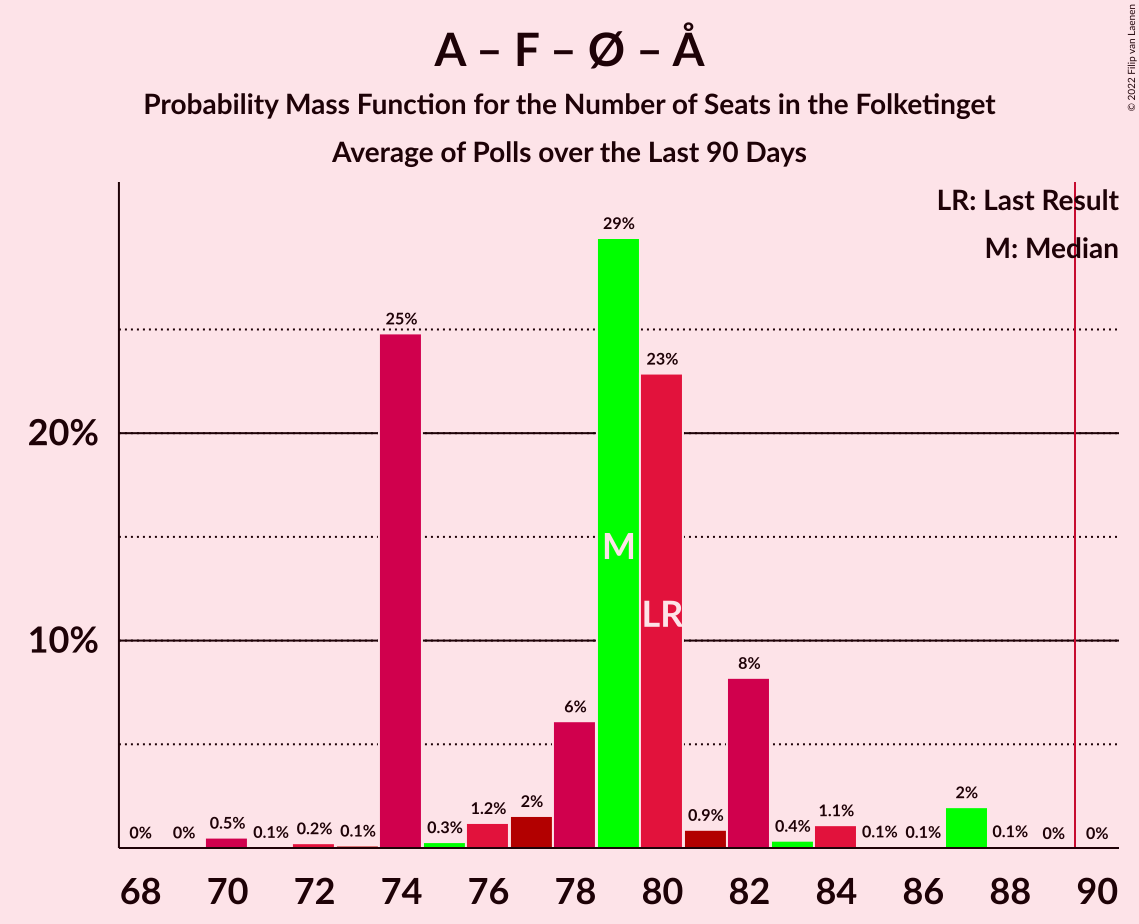 A – F – Ø – Å
Probability Mass Function for the Number of Seats in the Folketinget
Average of Polls over the Last 90 Days
© 2022 Filip van Laenen
LR: Last Result
M: Median
20%
10%
0%
0%
0.5%
0.1%
0.2%
0.1%
25%
0.3%
1.2%
2%
6%
29%
23%
0.9%
8%
0.4%
1.1%
0.1%
0.1%
2%
0.1%
0%
0%
M
LR
68 70 72 74 76 78 80 82 84 86 88 90